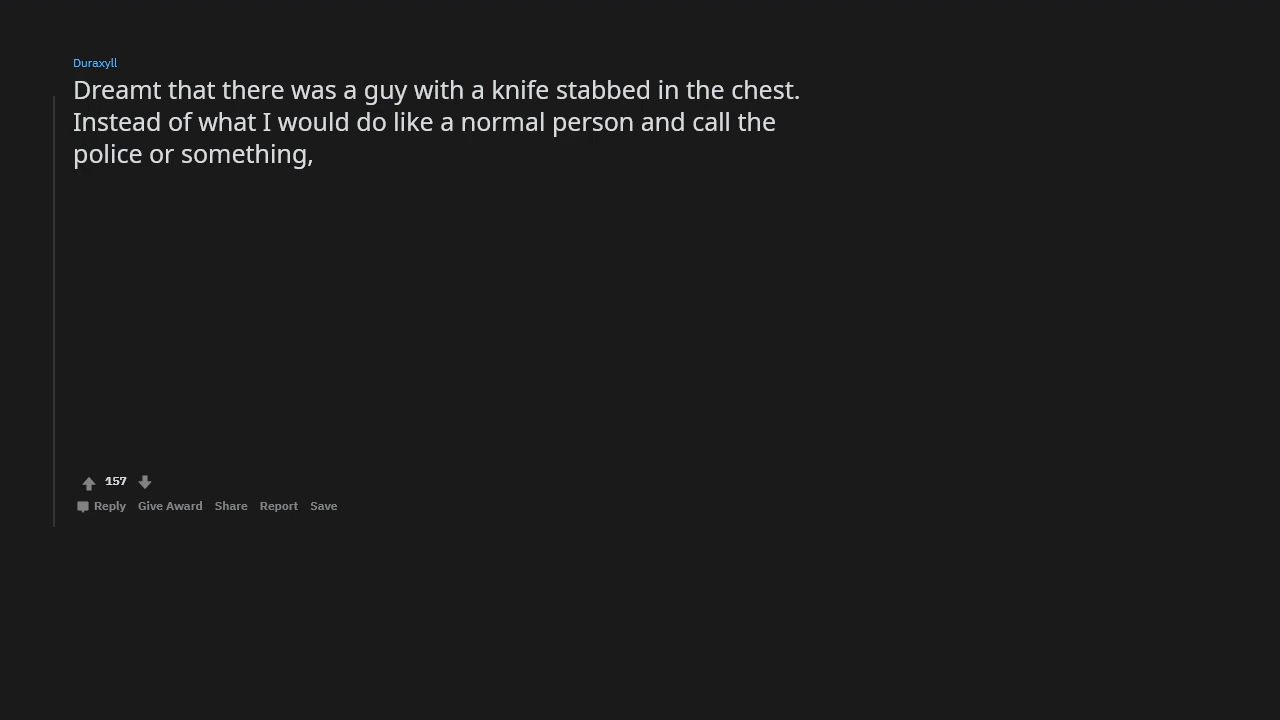 Duraxyll
Dreamt that there was a guy with a knife stabbed in the chest.
Instead of what I would do like a normal person and call the
police or something,
157
Reply Give Award Share Report Save